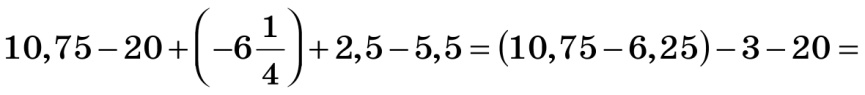 10,75 − 20 + (−6 1/4) + 2,5 − 5,5 = (10,75 − 6,25) − 3 − 20 =